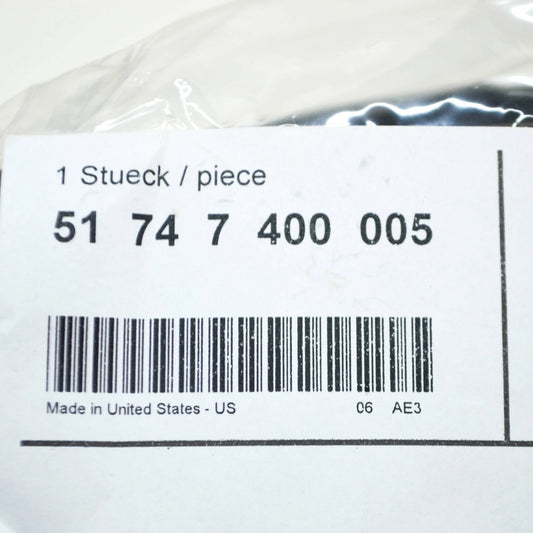 1 Stueck / piece
51 74 7 400 005
Made in United States - US 06 AE3